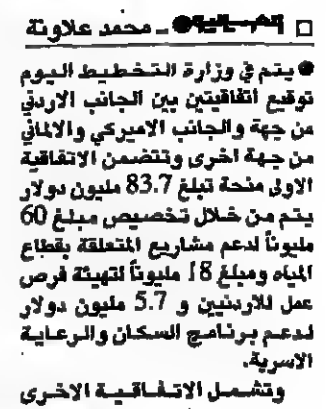 □ - محمد علاونة
● يتم في وزارة التخطيط اليوم
توقيع اتفاقيتين بين الجانب الاردني
من جهة والجانب الاميركي والالماني
من جهة اخرى وتتضمن الاتفاقية
الاولى منحة تبلغ 83.7 مليون دولار
يتم من خلال تخصيص مبلغ 60
مليوناً لدعم مشاريع المتعلقة بقطاع
المياه ومبلغ 18 مليوناً لتهيئة فرص
عمل للاردنيين و 5.7 مليون دولار
لدعم برنامج السكان والرعاية
الاسرية.
وتشمل الاتفاقية الاخرى